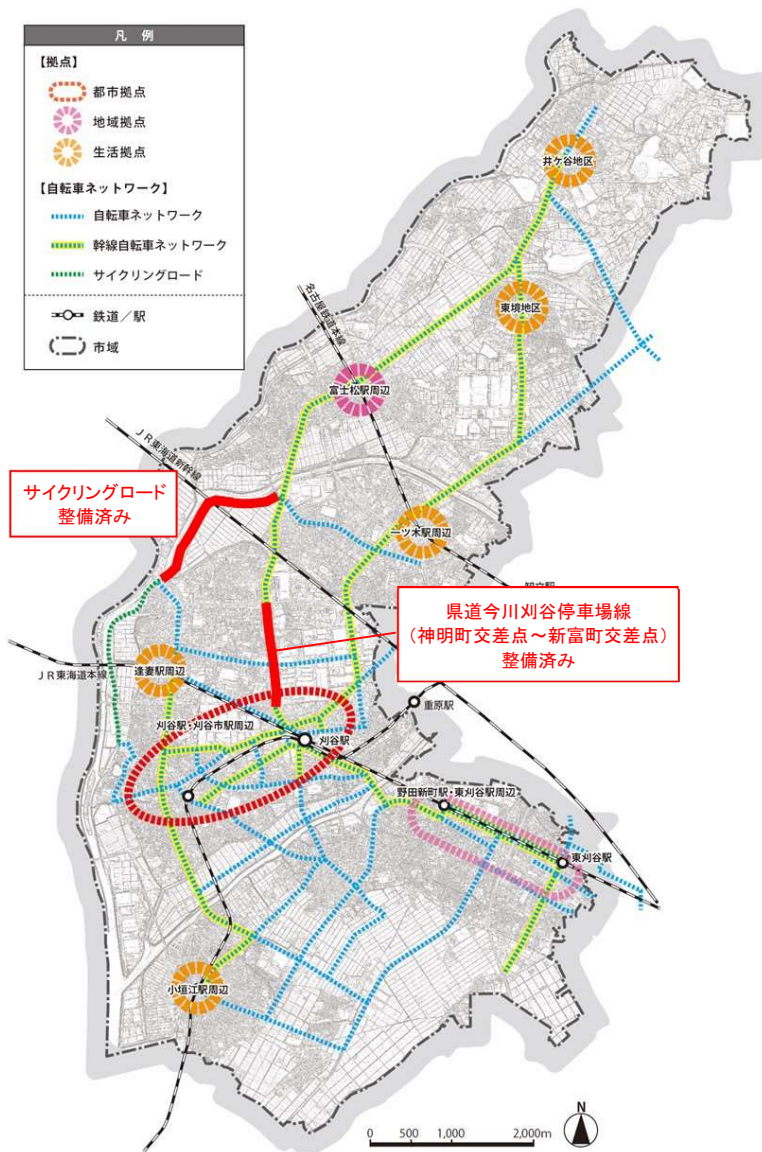 凡 例
【拠点】
都市拠点
地域拠点
生活拠点
【自転車ネットワーク】
自転車ネットワーク
幹線自転車ネットワーク
サイクリングロード
鉄道／駅
市域
井ケ谷地区
東境地区
名古屋鉄道本線
富士松駅周辺
JR東海道新幹線
サイクリングロード
整備済み
一ツ木駅周辺
県道今川刈谷停車場線
（神明町交差点～新富町交差点）
整備済み
逢妻駅周辺
JR東海道本線
重原駅
刈谷駅・刈谷市駅周辺
刈谷駅
野田新町駅・東刈谷駅周辺
東刈谷駅
小垣江駅周辺
N
0 500 1,000 2,000m